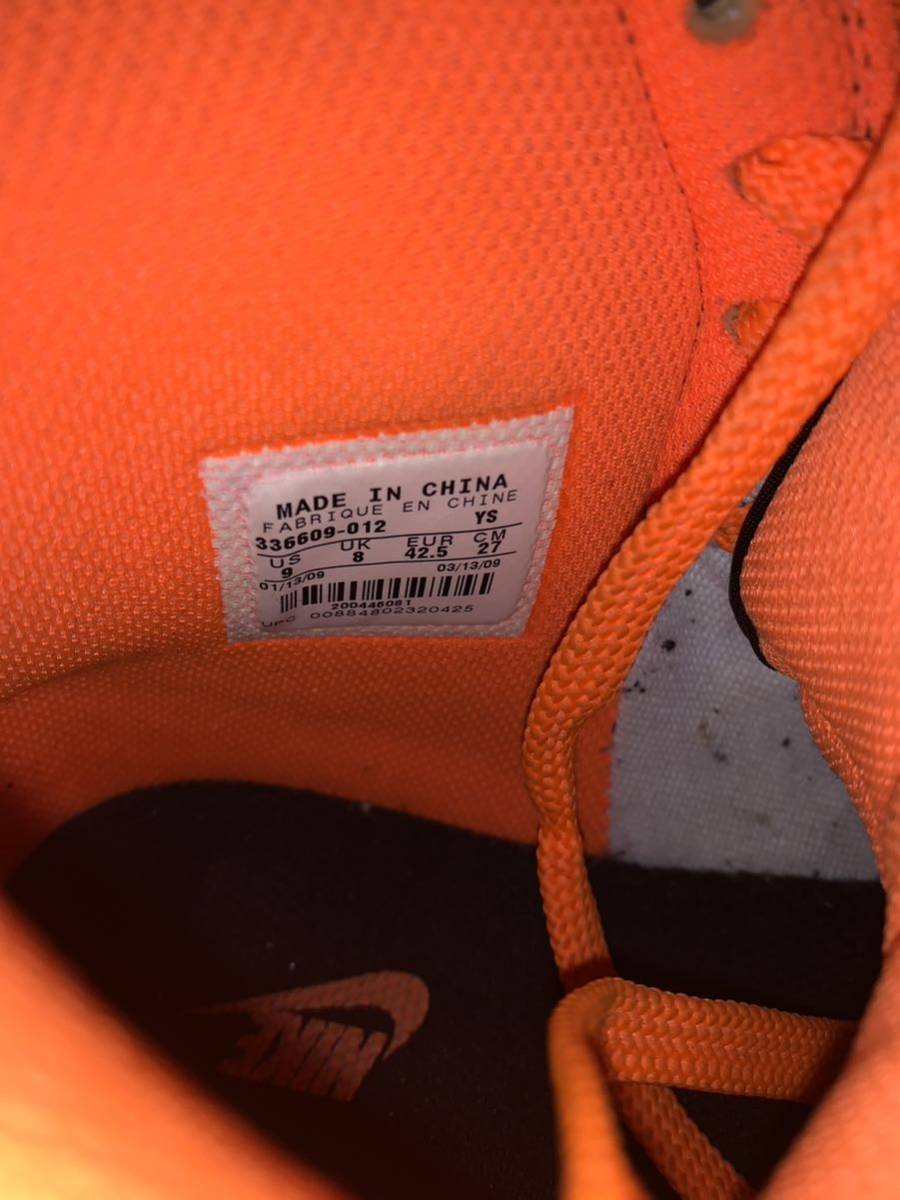 MADE IN CHINA
FABRIQUE EN CHINE
336609-012 YS
US UK EUR CM
9 8 42.5 27
01/13/09 03/13/09
200446081
UPC 00884802320425
NIKE